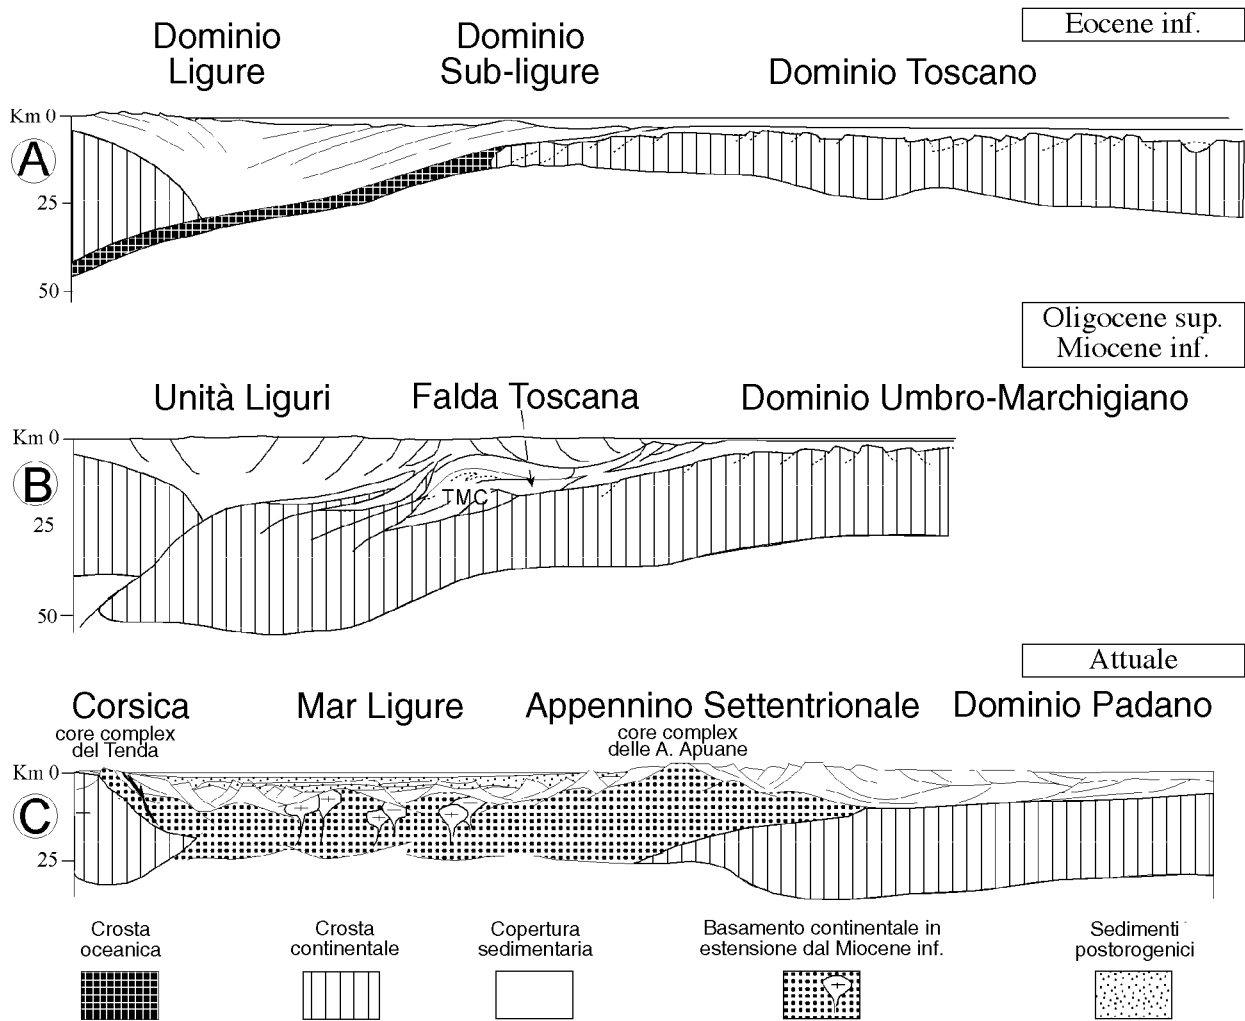 Eocene inf.
Dominio
Ligure
Dominio
Sub-ligure
Dominio Toscano
Km 0
A
25
50
Oligocene sup.
Miocene inf.
Unità Liguri
Falda Toscana
Dominio Umbro-Marchigiano
Km 0
B
TMC
25
50
Attuale
Corsica
Mar Ligure
Appennino Settentrionale
Dominio Padano
core complex
del Tenda
core complex
delle A. Apuane
Km 0
C
25
Crosta
oceanica
Crosta
continentale
Copertura
sedimentaria
Basamento continentale in
estensione dal Miocene inf.
Sedimenti
postorogenici